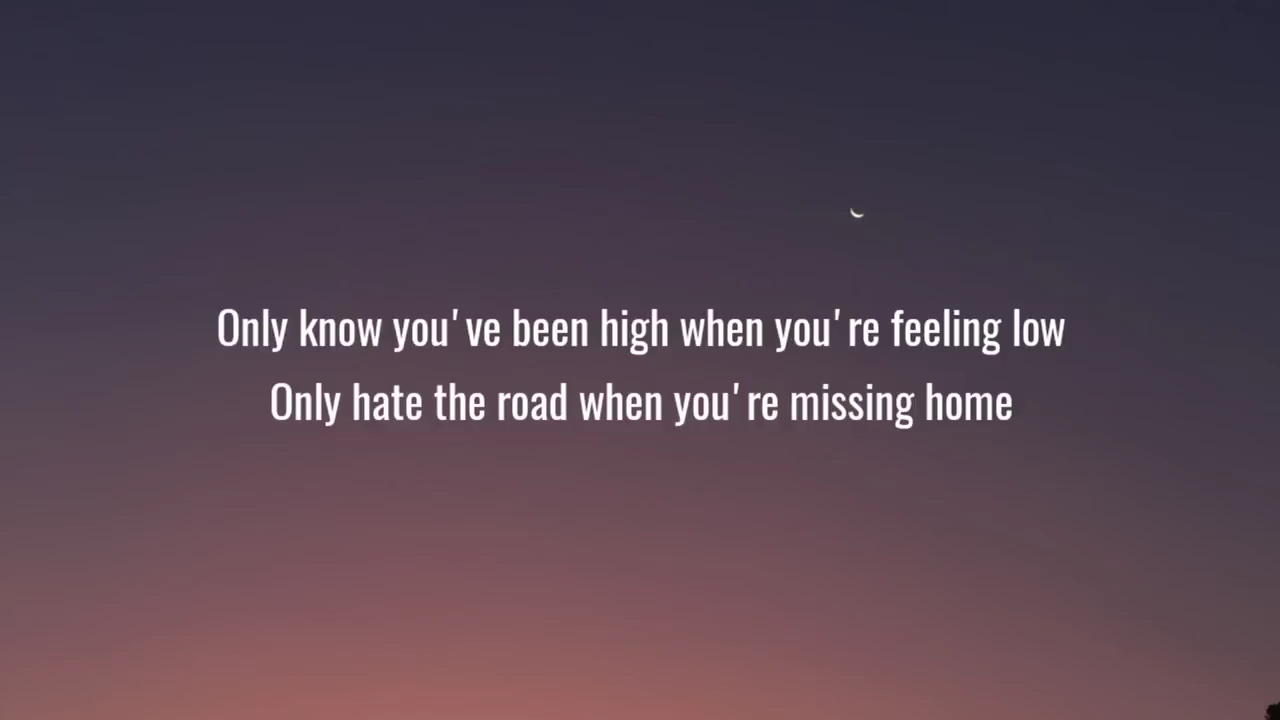 Only know you've been high when you're feeling low
Only hate the road when you're missing home